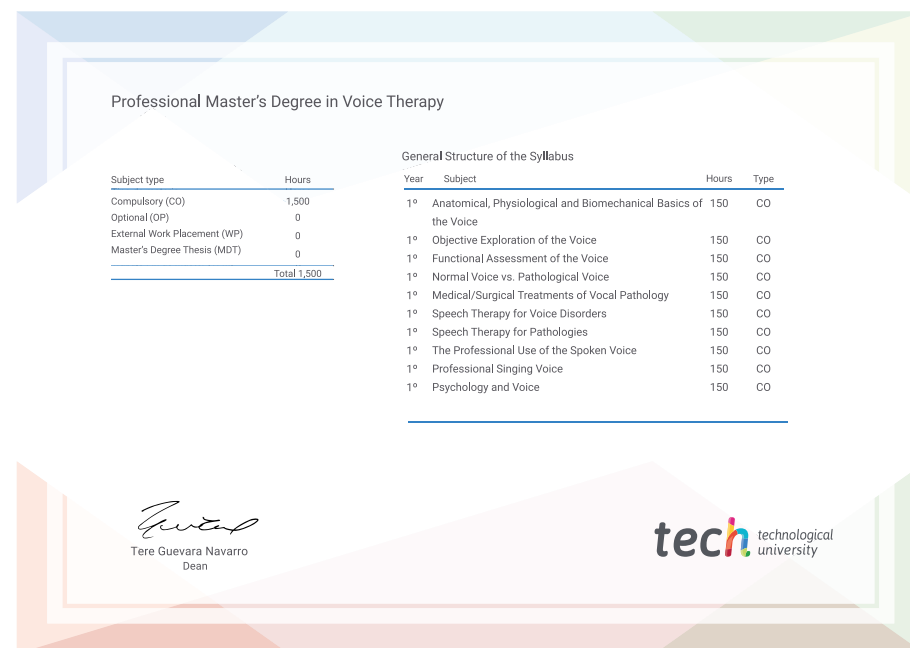 Professional Master's Degree in Voice Therapy
Subject type Hours
Compulsory (CO) 1,500
Optional (OP) 0
External Work Placement (WP) 0
Master's Degree Thesis (MDT) 0
Total 1,500
General Structure of the Syllabus
Year Subject Hours Type
1º Anatomical, Physiological and Biomechanical Basics of 150 CO
the Voice
1º Objective Exploration of the Voice 150 CO
1º Functional Assessment of the Voice 150 CO
1º Normal Voice vs. Pathological Voice 150 CO
1º Medical/Surgical Treatments of Vocal Pathology 150 CO
1º Speech Therapy for Voice Disorders 150 CO
1º Speech Therapy for Pathologies 150 CO
1º The Professional Use of the Spoken Voice 150 CO
1º Professional Singing Voice 150 CO
1º Psychology and Voice 150 CO
Tere Guevara Navarro
Dean
tech technological
university